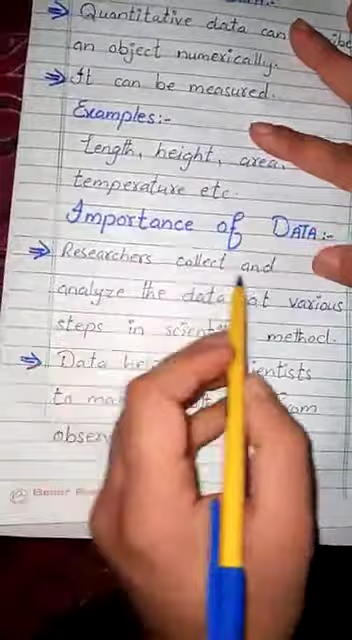 ⇒ Quantitative data can
an object numerically.
⇒ It can be measured.
Examples:-
Length, height, area,
temperature etc.
Importance of DATA:-
⇒ Researchers collect and
analyze the data at various
steps in method.
⇒ Data
to